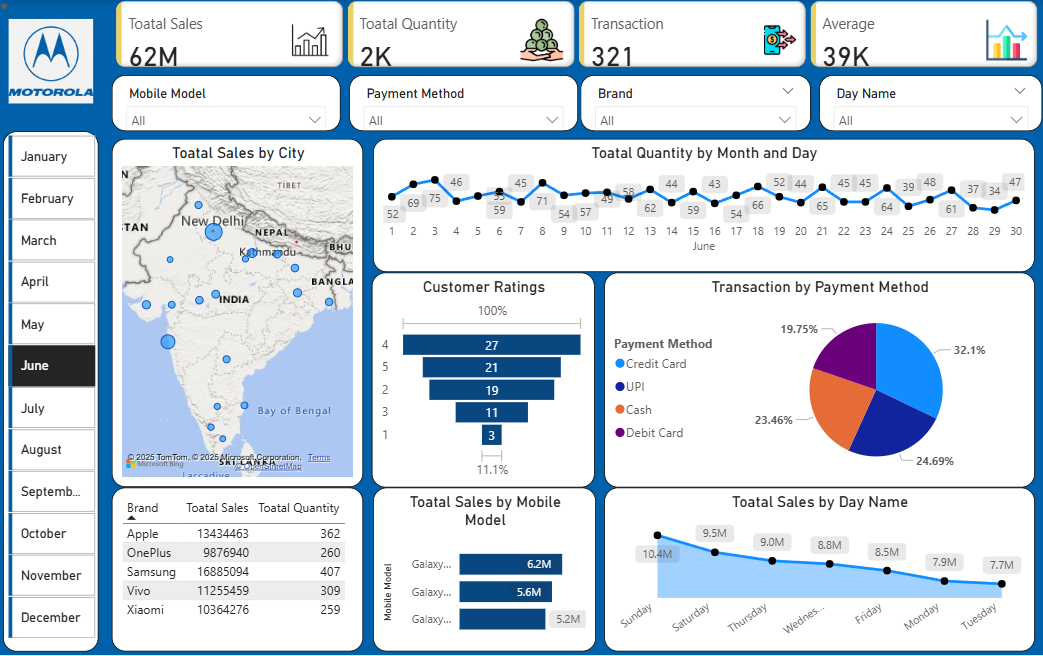 Toatal Sales
62M
Toatal Quantity
2K
Transaction
321
Average
39K
MOTOROLA
Mobile Model
All
Payment Method
All
Brand
All
Day Name
All
January
February
March
April
May
June
July
August
Septemb...
October
November
December
Toatal Sales by City
TIBET
New Delhi
NEPAL
Kathmandu
BHU
STAN
BANGLA
INDIA
Bay of Bengal
© 2025 TomTom, © 2025 Microsoft Corporation, Terms
© OpenStreetMap
Microsoft Bing
SRI LANKA
Laccadive
Toatal Quantity by Month and Day
46 45 44 43 52 44 45 45 39 48 37 34 47
52 69 75 59 71 54 57 49 58 62 59 54 66 65 64 61
1 2 3 4 5 6 7 8 9 10 11 12 13 14 15 16 17 18 19 20 21 22 23 24 25 26 27 28 29 30
June
Customer Ratings
100%
4 27
5 21
2 19
3 11
1 3
11.1%
Transaction by Payment Method
Payment Method
Credit Card
UPI
Cash
Debit Card
19.75%
32.1%
23.46%
24.69%
Brand Toatal Sales Toatal Quantity
Apple 13434463 362
OnePlus 9876940 260
Samsung 16885094 407
Vivo 11255459 309
Xiaomi 10364276 259
Toatal Sales by Mobile
Model
Mobile Model
Galaxy... 6.2M
Galaxy... 5.6M
Galaxy... 5.2M
Toatal Sales by Day Name
10.4M 9.5M 9.0M 8.8M 8.5M 7.9M 7.7M
Sunday Saturday Thursday Wednes... Friday Monday Tuesday